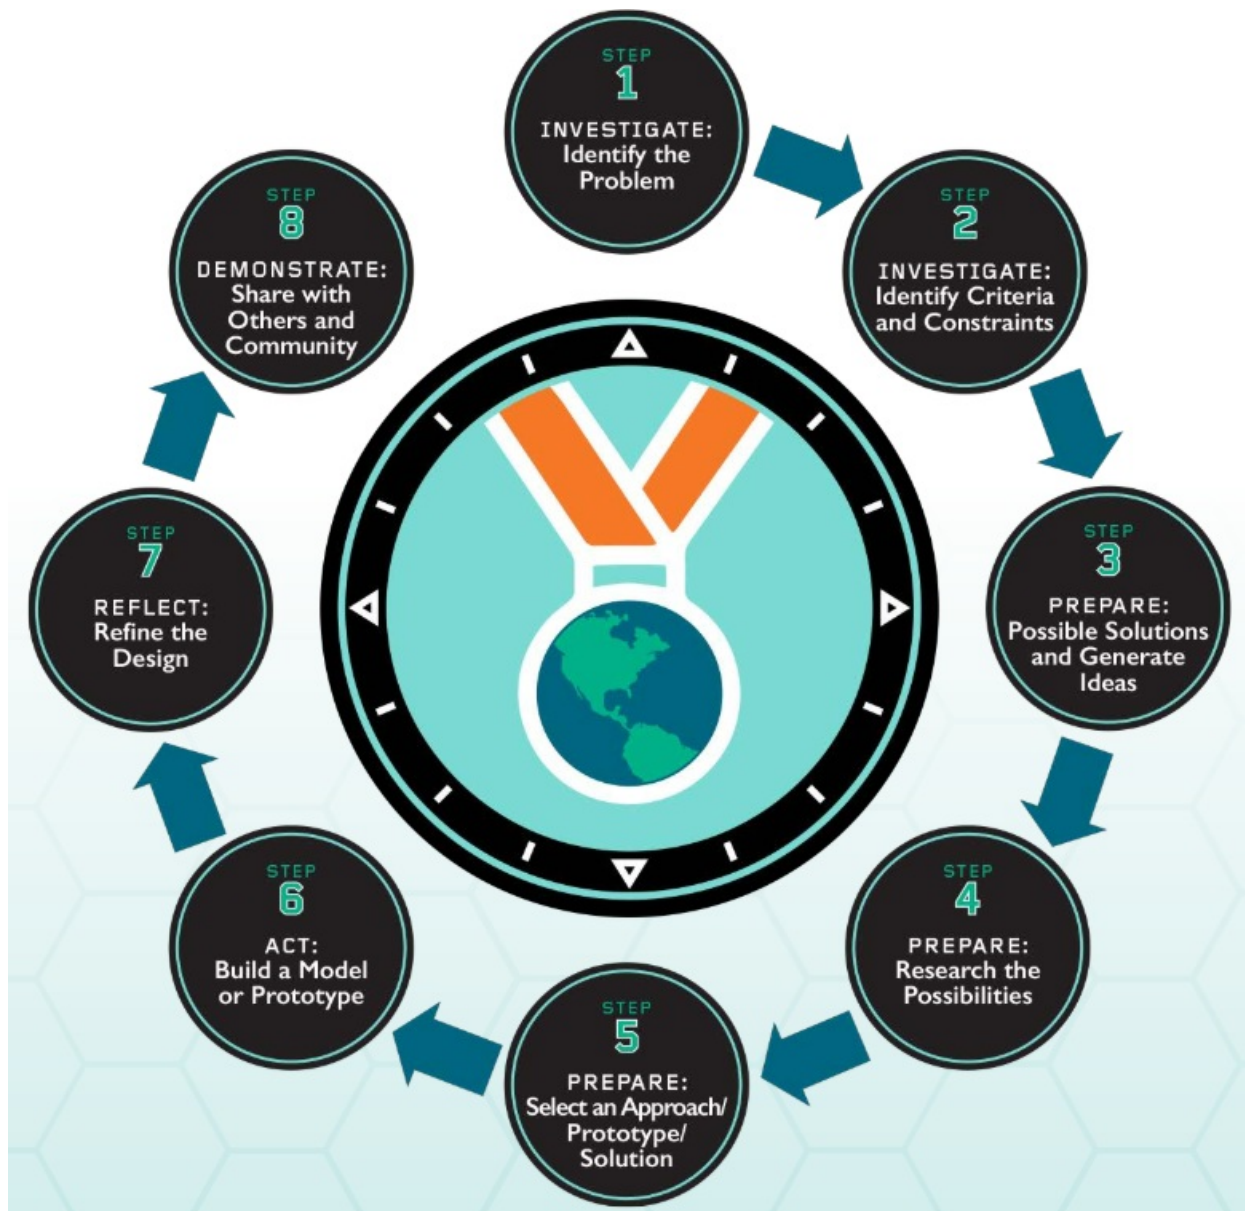 STEP
1
INVESTIGATE:
Identify the
Problem
STEP
2
INVESTIGATE:
Identify Criteria
and Constraints
STEP
3
PREPARE:
Possible Solutions
and Generate
Ideas
STEP
4
PREPARE:
Research the
Possibilities
STEP
5
PREPARE:
Select an Approach/
Prototype/
Solution
STEP
6
ACT:
Build a Model
or Prototype
STEP
7
REFLECT:
Refine the
Design
STEP
8
DEMONSTRATE:
Share with
Others and
Community